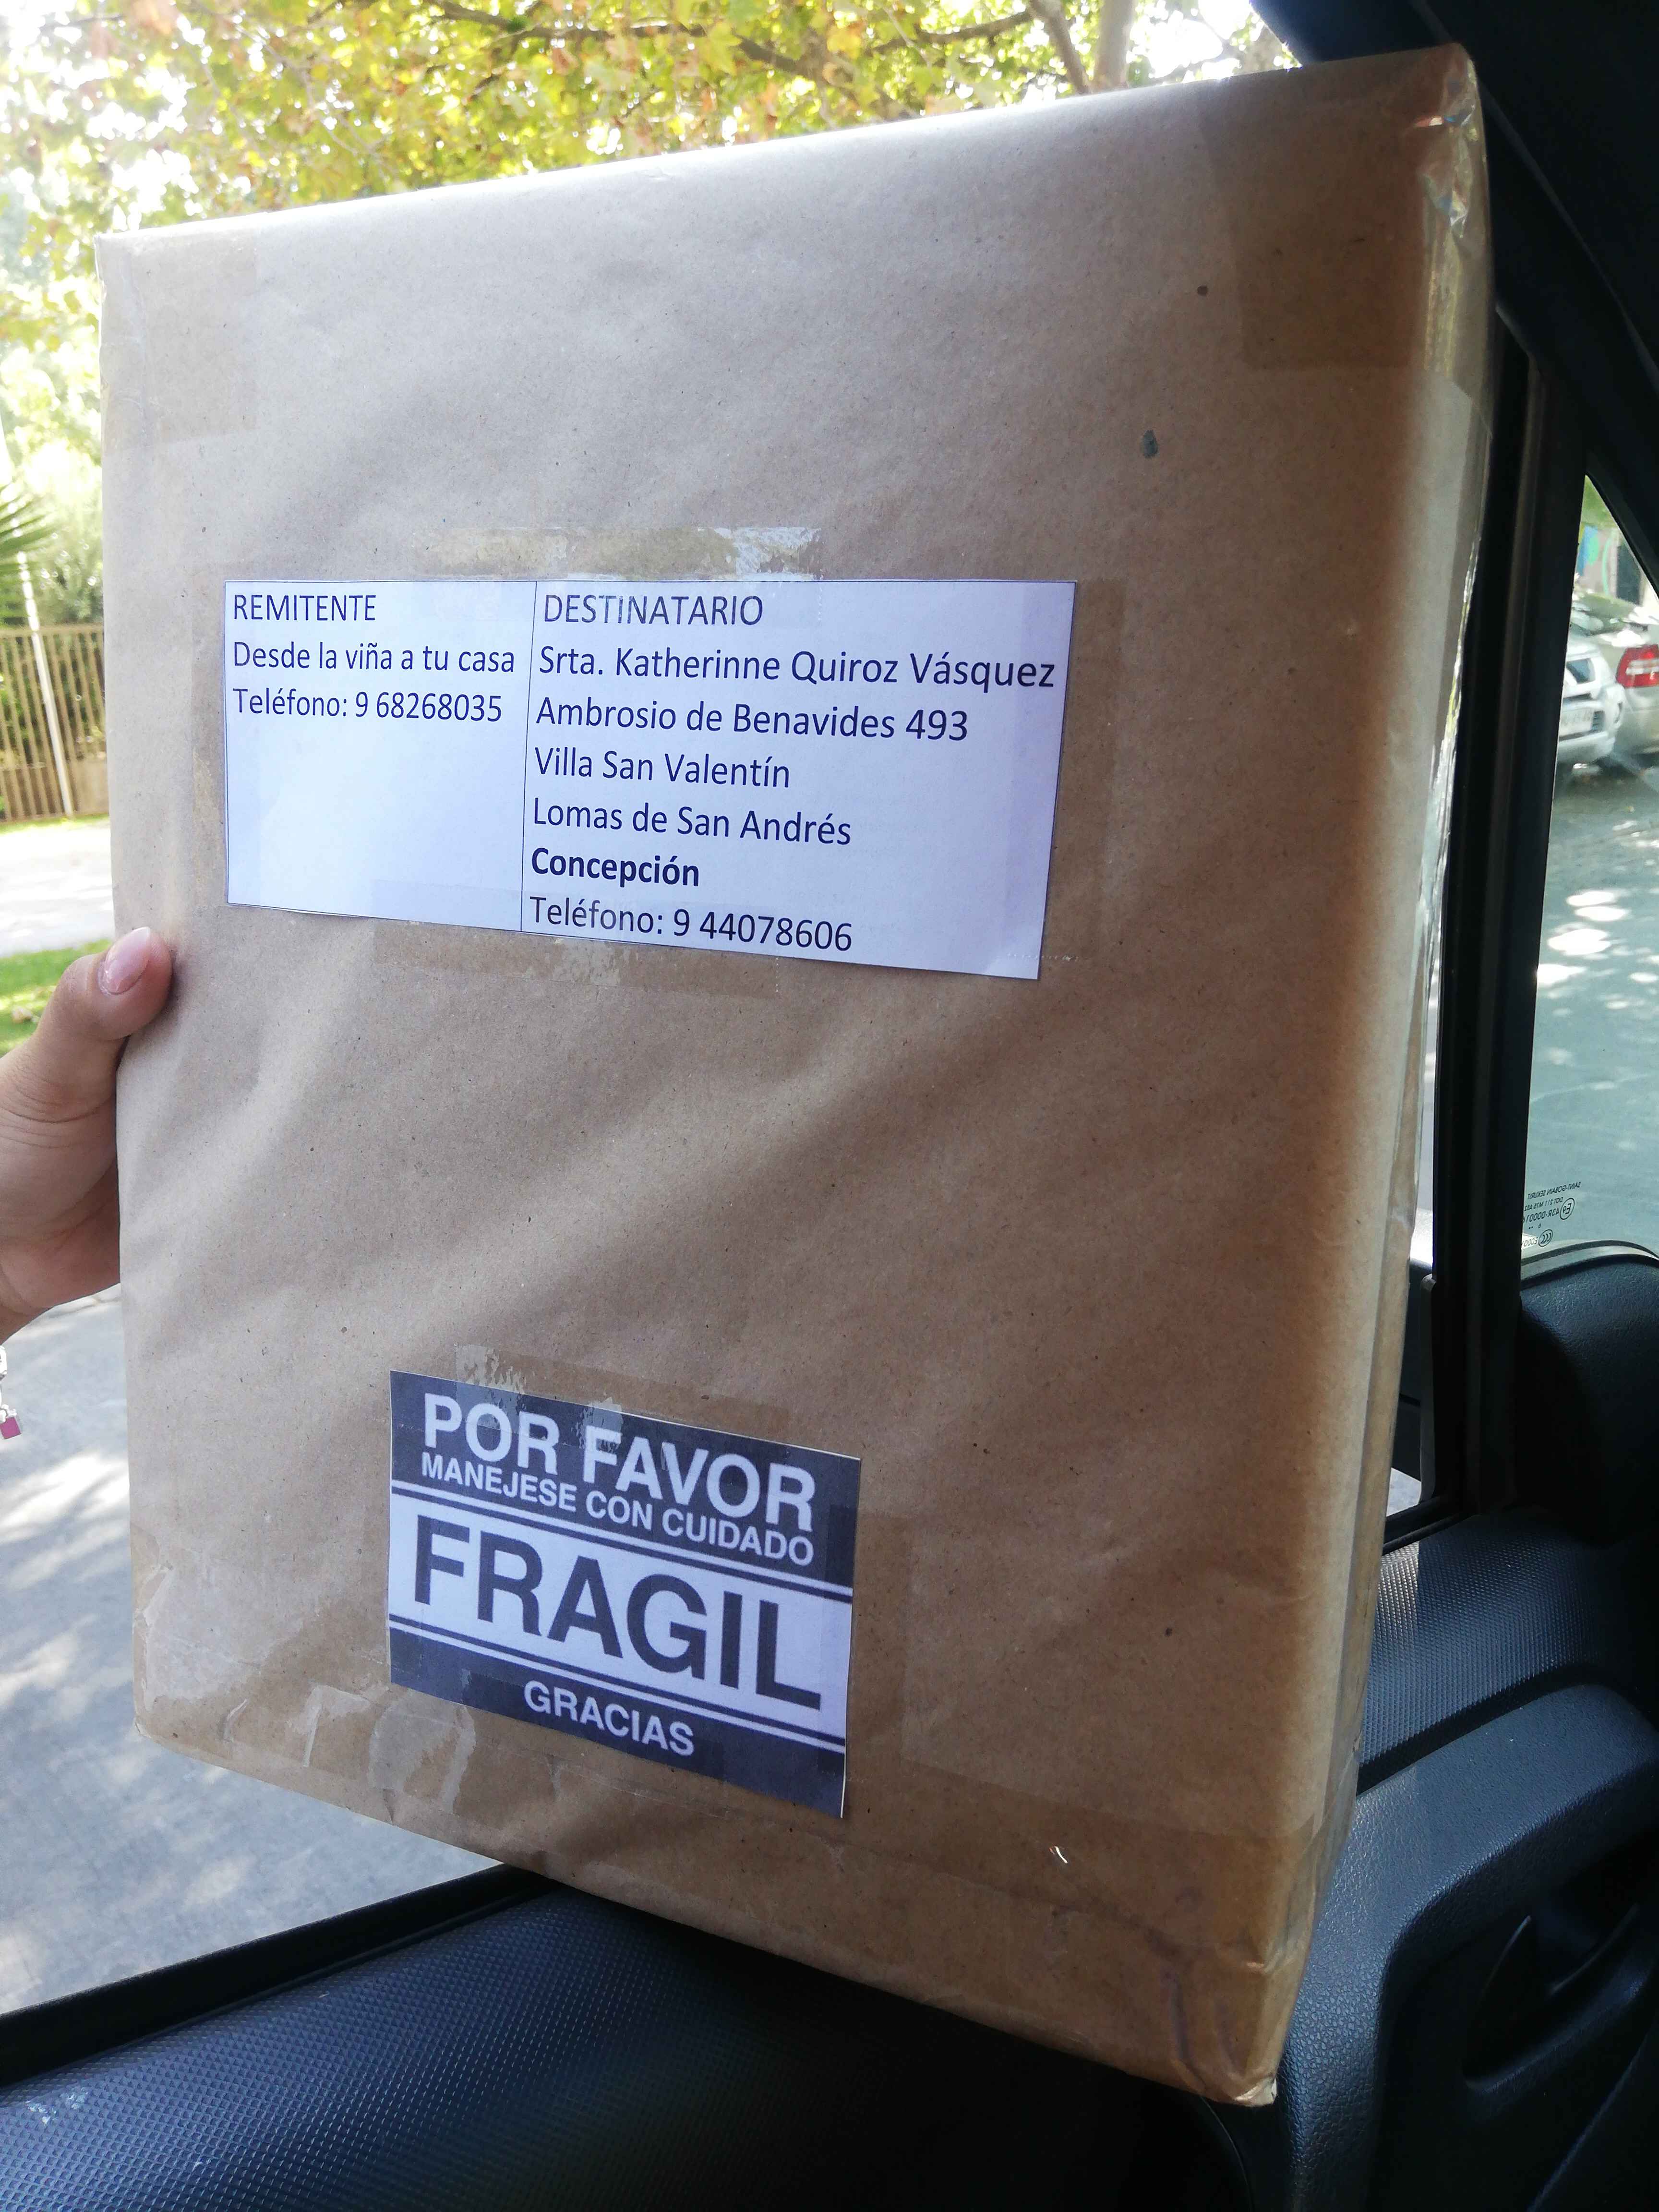 REMITENTE
Desde la viña a tu casa
Teléfono: 9 68268035
DESTINATARIO
Srta. Katherinne Quiroz Vásquez
Ambrosio de Benavides 493
Villa San Valentín
Lomas de San Andrés
Concepción
Teléfono: 9 44078606
POR FAVOR
MANEJESE CON CUIDADO
FRAGIL
GRACIAS